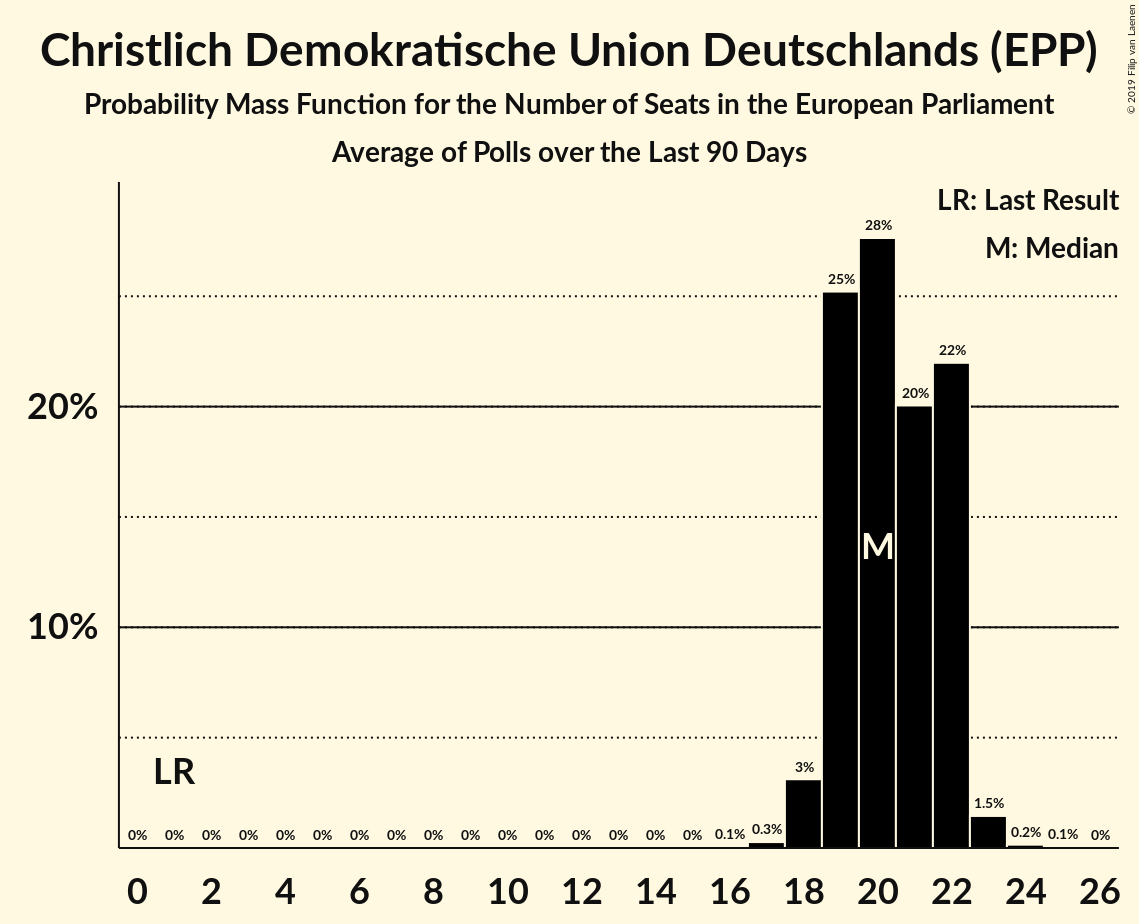 Christlich Demokratische Union Deutschlands (EPP)
Probability Mass Function for the Number of Seats in the European Parliament
Average of Polls over the Last 90 Days
© 2019 Filip van Laenen
LR: Last Result
M: Median
28%
25%
22%
20%
20%
M
10%
LR
3%
1.5%
0% 0% 0% 0% 0% 0% 0% 0% 0% 0% 0% 0% 0% 0% 0% 0% 0.1% 0.3% 0.2% 0.1% 0%
0 2 4 6 8 10 12 14 16 18 20 22 24 26